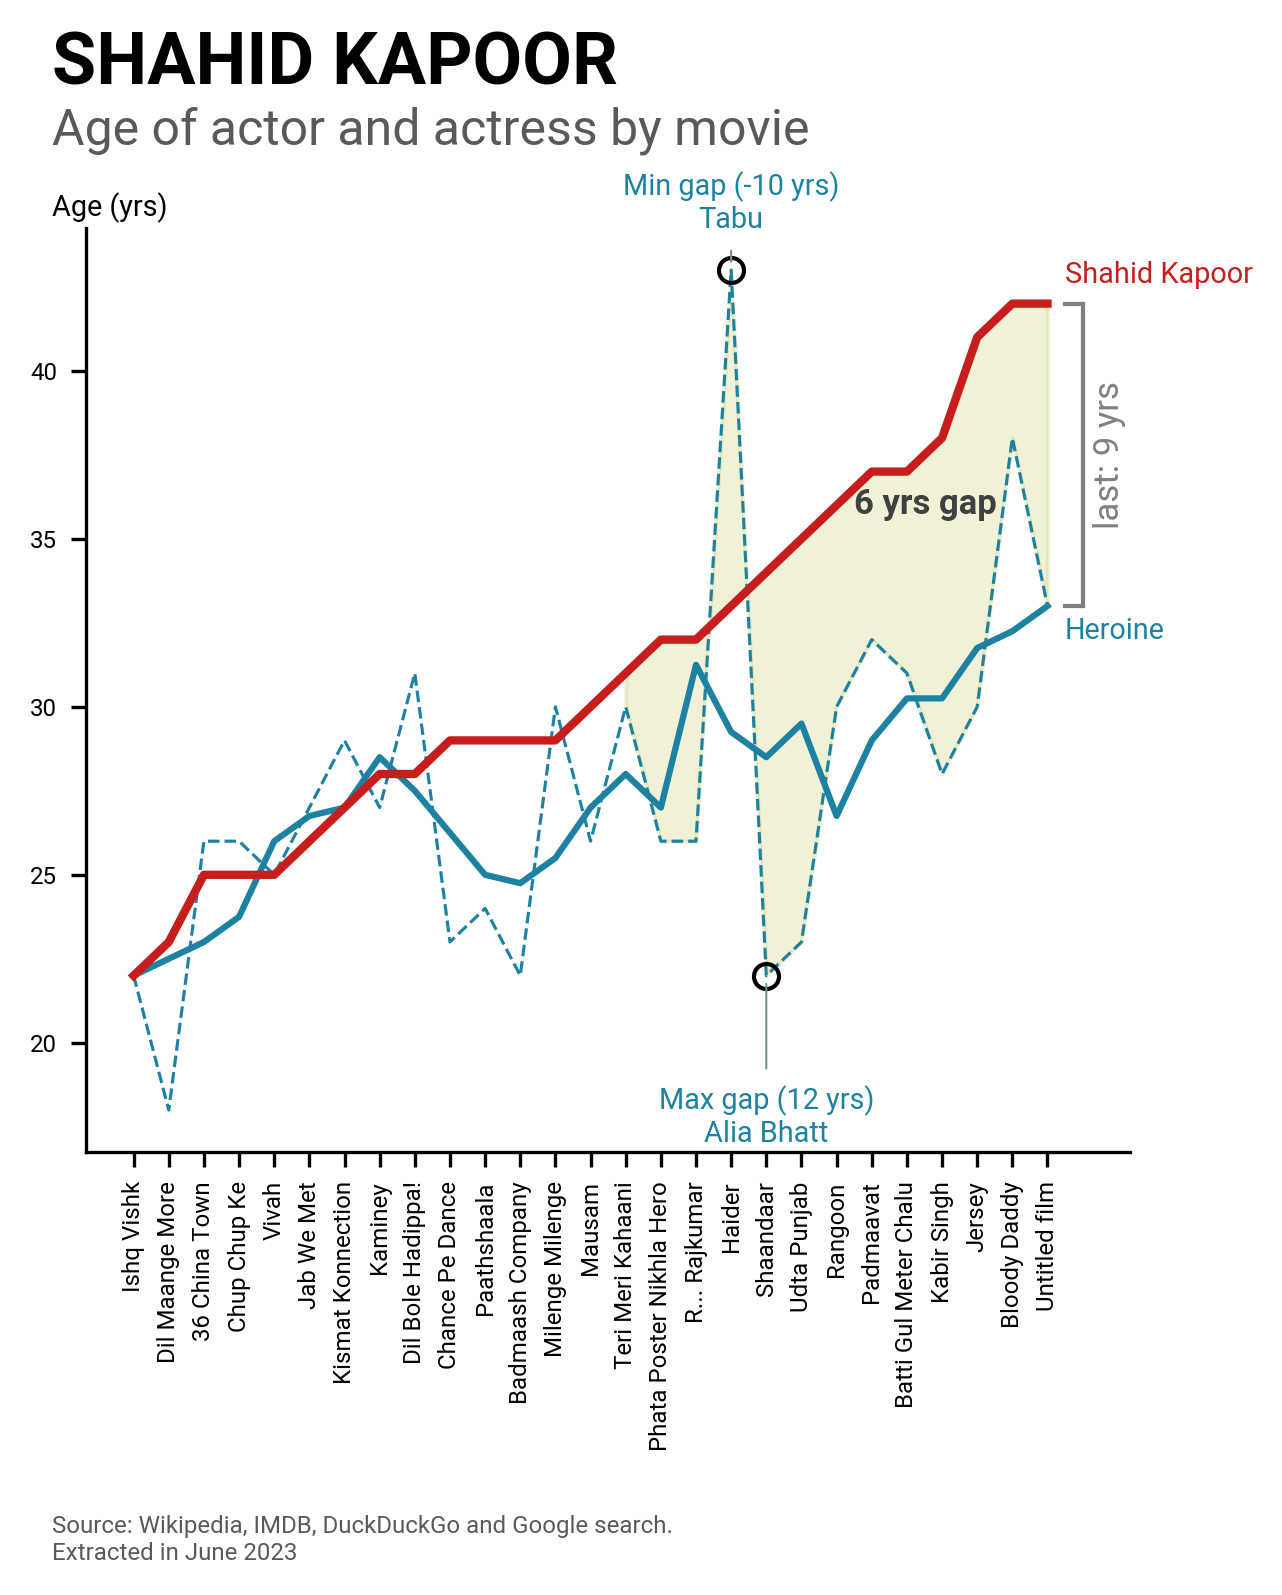 SHAHID KAPOOR
Age of actor and actress by movie
Min gap (-10 yrs)
Tabu
Age (yrs)
Shahid Kapoor
40
last: 9 yrs
6 yrs gap
35
Heroine
30
25
20
Max gap (12 yrs)
Alia Bhatt
Ishq Vishk
Dil Maange More
36 China Town
Chup Chup Ke
Vivah
Jab We Met
Kismat Konnection
Kaminey
Dil Bole Hadippa!
Chance Pe Dance
Paathshaala
Badmaash Company
Milenge Milenge
Mausam
Teri Meri Kahaani
Phata Poster Nikhla Hero
R... Rajkumar
Haider
Shaandaar
Udta Punjab
Rangoon
Padmaavat
Batti Gul Meter Chalu
Kabir Singh
Jersey
Bloody Daddy
Untitled film
Source: Wikipedia, IMDB, DuckDuckGo and Google search.
Extracted in June 2023